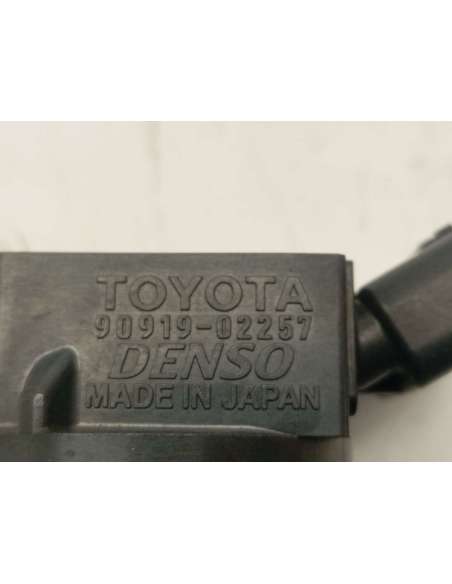 TOYOTA
90919-02257
DENSO
MADE IN JAPAN